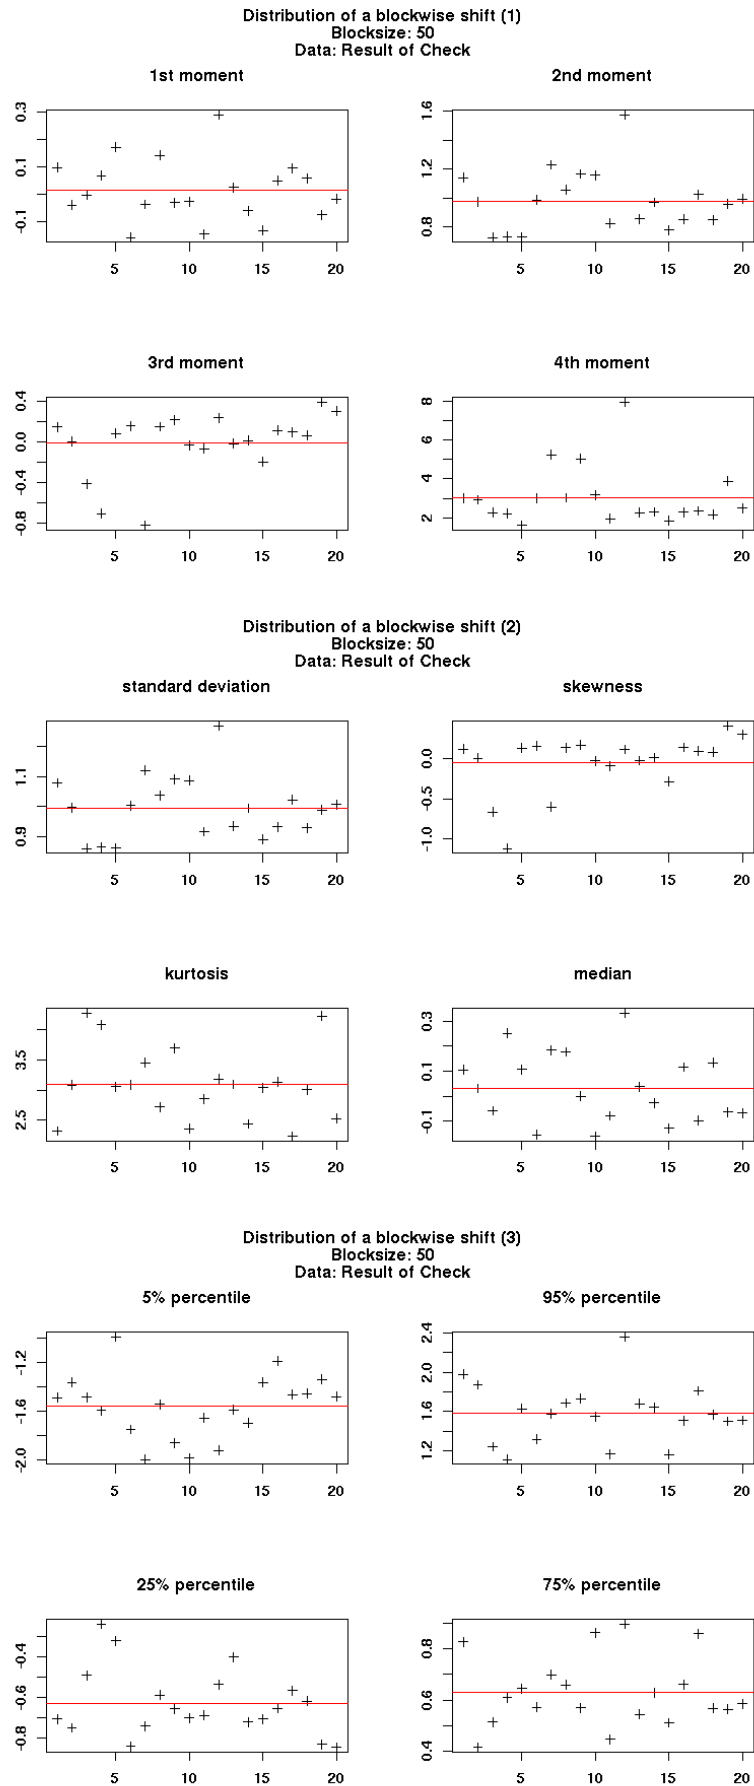 Distribution of a blockwise shift (1)
Blocksize: 50
Data: Result of Check
1st moment
0.3
0.1
-0.1
5 10 15 20
2nd moment
1.6
1.2
0.8
5 10 15 20
3rd moment
0.4
0.0
-0.4
-0.8
5 10 15 20
4th moment
8
6
4
2
5 10 15 20
Distribution of a blockwise shift (2)
Blocksize: 50
Data: Result of Check
standard deviation
1.1
0.9
5 10 15 20
skewness
0.0
-0.5
-1.0
5 10 15 20
kurtosis
3.5
2.5
5 10 15 20
median
0.3
0.1
-0.1
5 10 15 20
Distribution of a blockwise shift (3)
Blocksize: 50
Data: Result of Check
5% percentile
-1.2
-1.6
-2.0
5 10 15 20
95% percentile
2.4
2.0
1.6
1.2
5 10 15 20
25% percentile
-0.4
-0.6
-0.8
5 10 15 20
75% percentile
0.8
0.6
0.4
5 10 15 20